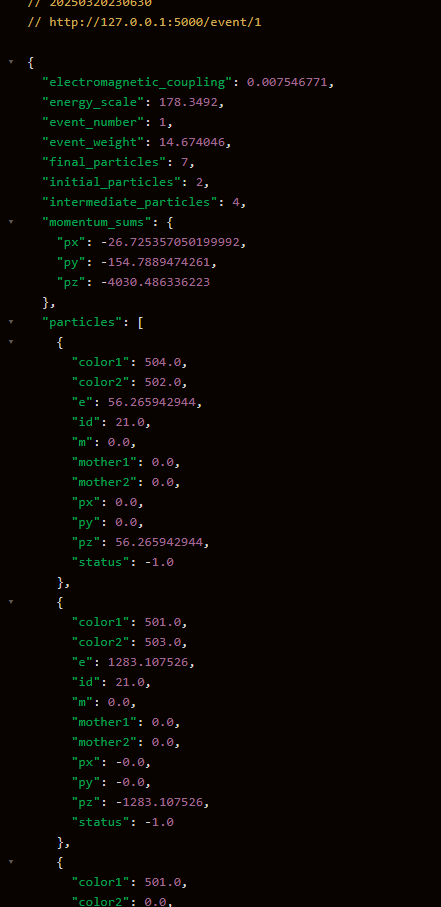 // 20250320230630
// http://127.0.0.1:5000/event/1
{
"electromagnetic_coupling": 0.007546771,
"energy_scale": 178.3492,
"event_number": 1,
"event_weight": 14.674046,
"final_particles": 7,
"initial_particles": 2,
"intermediate_particles": 4,
"momentum_sums": {
"px": -26.725357050199992,
"py": -154.7889474261,
"pz": -4030.486336223
},
"particles": [
{
"color1": 504.0,
"color2": 502.0,
"e": 56.265942944,
"id": 21.0,
"m": 0.0,
"mother1": 0.0,
"mother2": 0.0,
"px": 0.0,
"py": 0.0,
"pz": 56.265942944,
"status": -1.0
},
{
"color1": 501.0,
"color2": 503.0,
"e": 1283.107526,
"id": 21.0,
"m": 0.0,
"mother1": 0.0,
"mother2": 0.0,
"px": -0.0,
"py": -0.0,
"pz": -1283.107526,
"status": -1.0
},
{
"color1": 501.0,
"color2": 0.0,